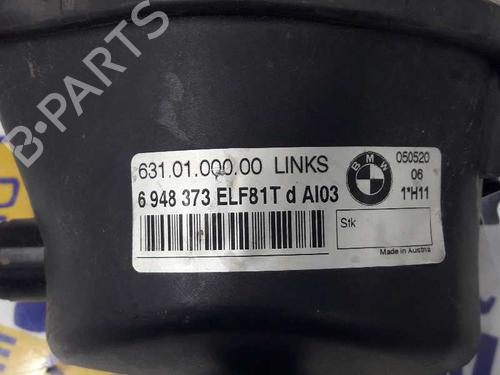 B-PARTS
631.01.000.00 LINKS
6 948 373 ELF81T d AI03
BMW
050520
06
1*H11
Stk
Made in Austria